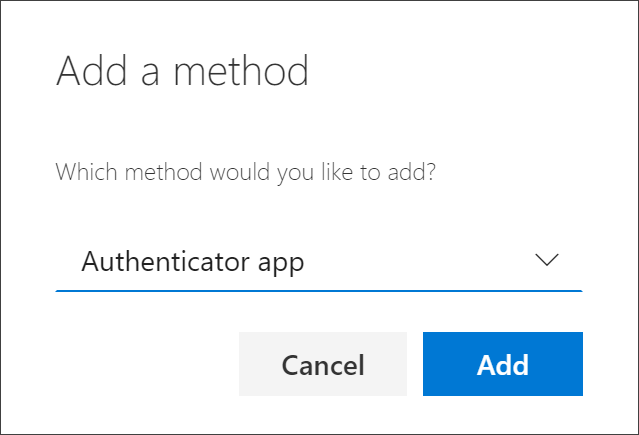 Add a method
Which method would you like to add?
Authenticator app
Cancel
Add